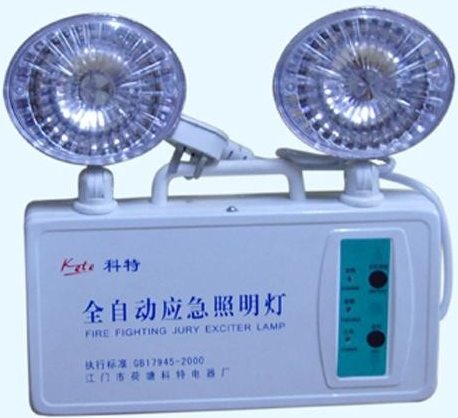 Kete 科特
全自动应急照明灯
FIRE FIGHTING JURY EXCITER LAMP
执行标准:GB17945-2000
江门市荷塘科特电器厂